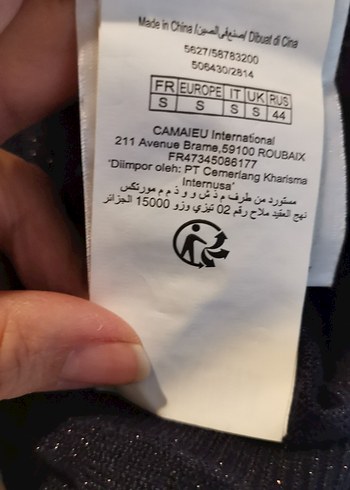 Made in China / صنع في الصين / Dibuat di Cina
5627/58783200
506430/2814
FR EUROPE IT UK RUS
S S S S 44
CAMAIEU International
211 Avenue Brame,59100 ROUBAIX
FR47345086177
'Diimpor oleh: PT Cemerlang Kharisma
Internusa'
مستورد من طرف م ذ ش و و ذ م م مورتكس
نهج العقيد ملاح رقم 02 تيزي وزو 15000 الجزائر